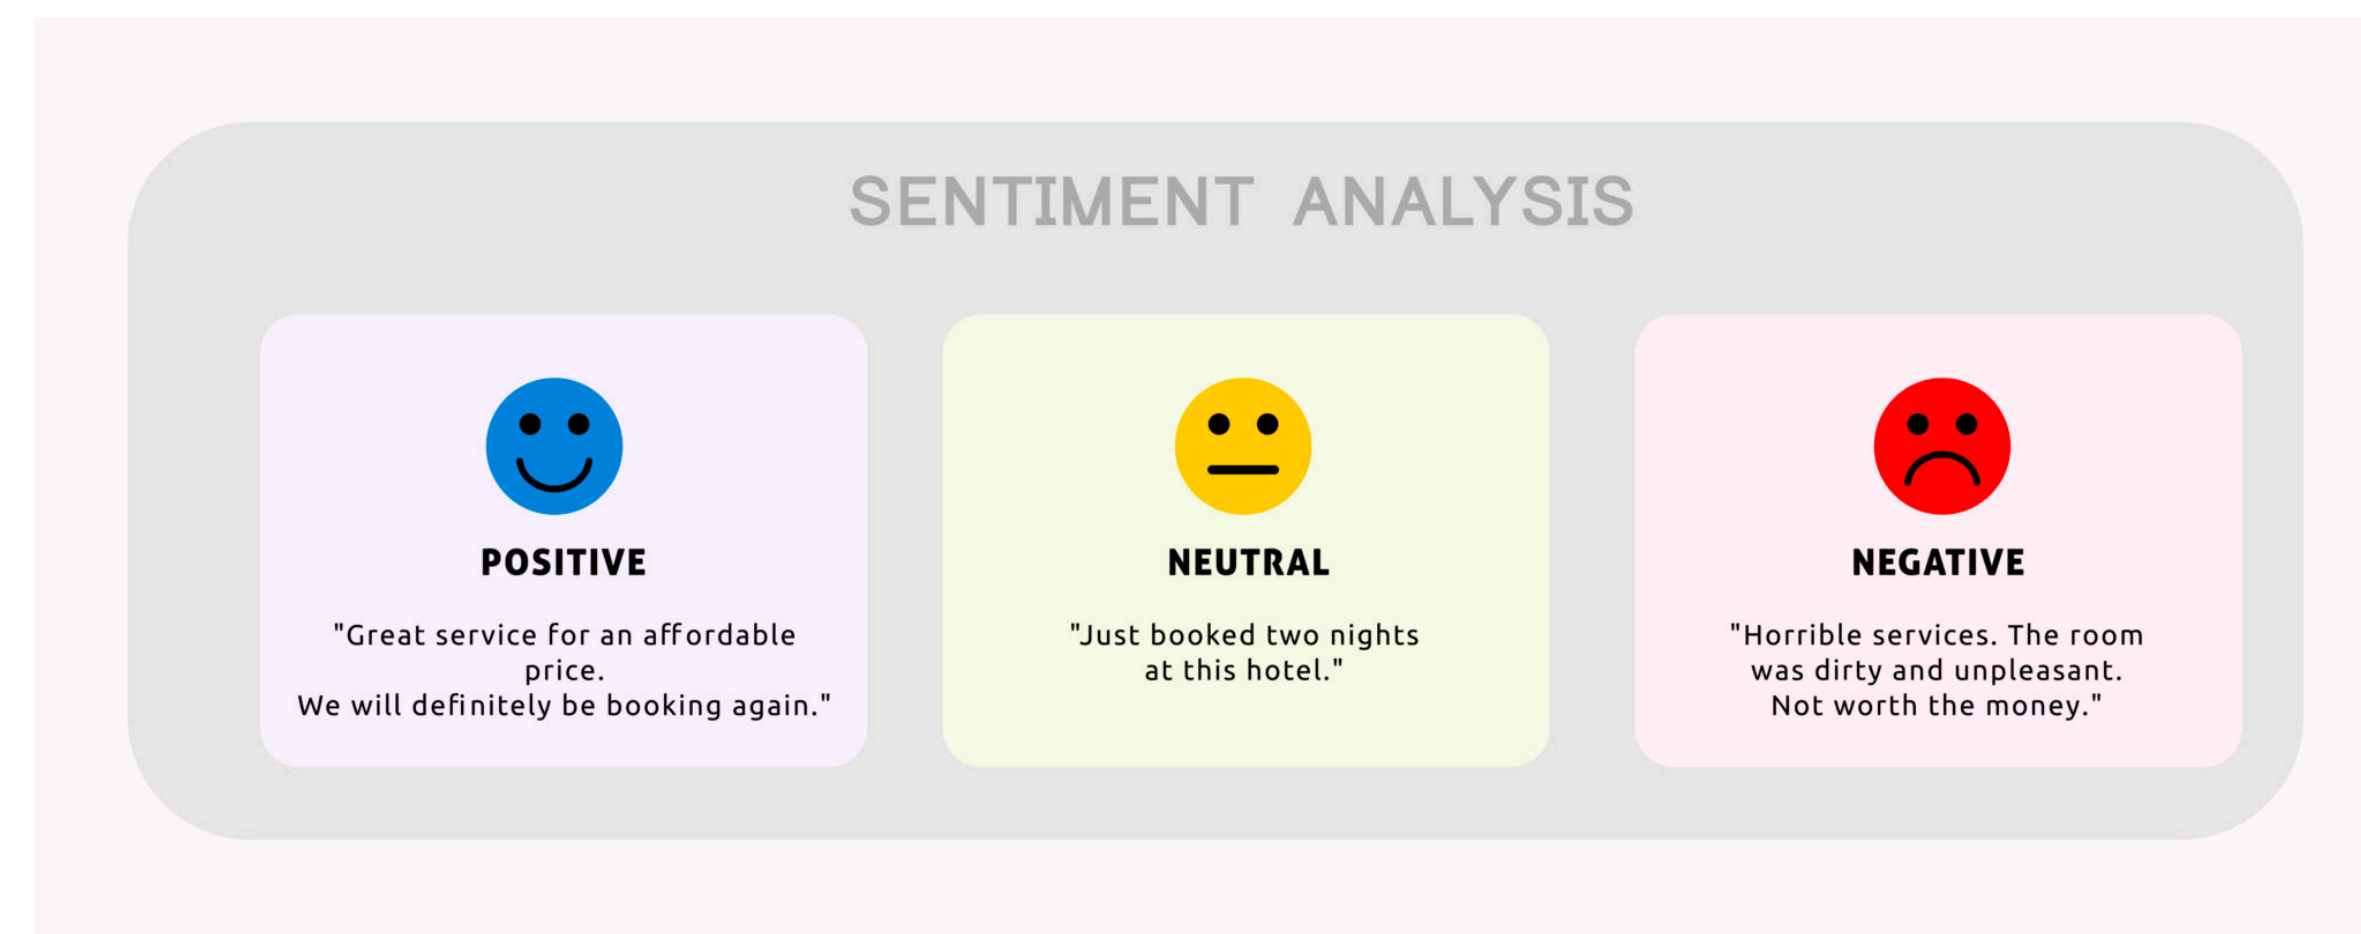 SENTIMENT ANALYSIS
POSITIVE
"Great service for an affordable
price.
We will definitely be booking again."
NEUTRAL
"Just booked two nights
at this hotel."
NEGATIVE
"Horrible services. The room
was dirty and unpleasant.
Not worth the money."